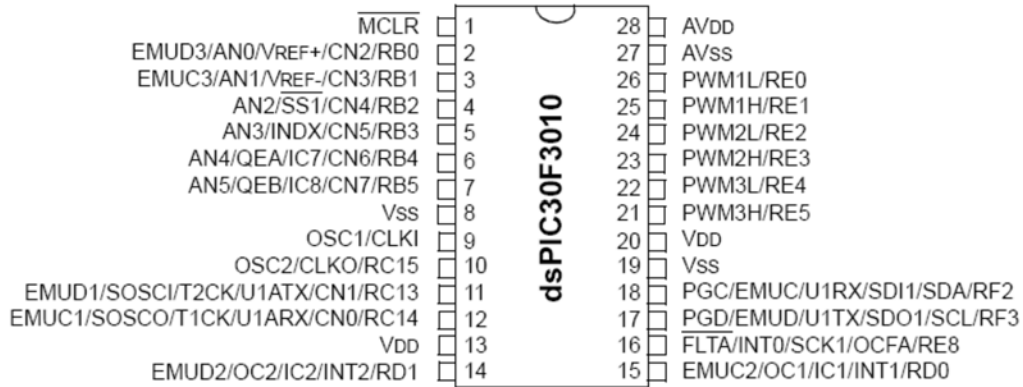 MCLR 1 28 AVDD
EMUD3/AN0/VREF+/CN2/RB0 2 27 AVSS
EMUC3/AN1/VREF-/CN3/RB1 3 26 PWM1L/RE0
AN2/SS1/CN4/RB2 4 25 PWM1H/RE1
AN3/INDX/CN5/RB3 5 24 PWM2L/RE2
AN4/QEA/IC7/CN6/RB4 6 23 PWM2H/RE3
AN5/QEB/IC8/CN7/RB5 7 22 PWM3L/RE4
VSS 8 21 PWM3H/RE5
OSC1/CLKI 9 20 VDD
OSC2/CLKO/RC15 10 19 VSS
EMUD1/SOSCI/T2CK/U1ATX/CN1/RC13 11 18 PGC/EMUC/U1RX/SDI1/SDA/RF2
EMUC1/SOSCO/T1CK/U1ARX/CN0/RC14 12 17 PGD/EMUD/U1TX/SDO1/SCL/RF3
VDD 13 16 FLTA/INT0/SCK1/OCFA/RE8
EMUD2/OC2/IC2/INT2/RD1 14 15 EMUC2/OC1/IC1/INT1/RD0
dsPIC30F3010